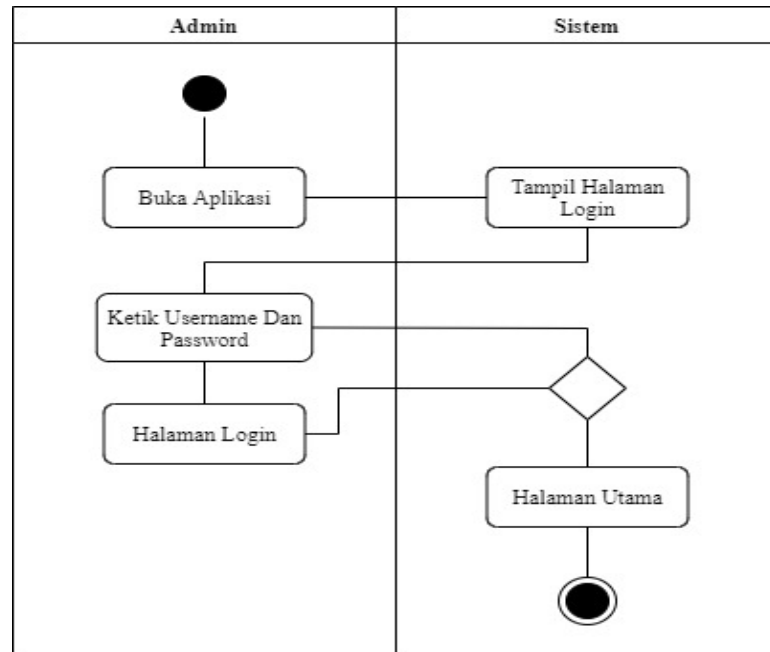 Admin
Sistem
Buka Aplikasi
Tampil Halaman
Login
Ketik Username Dan
Password
Halaman Login
Halaman Utama